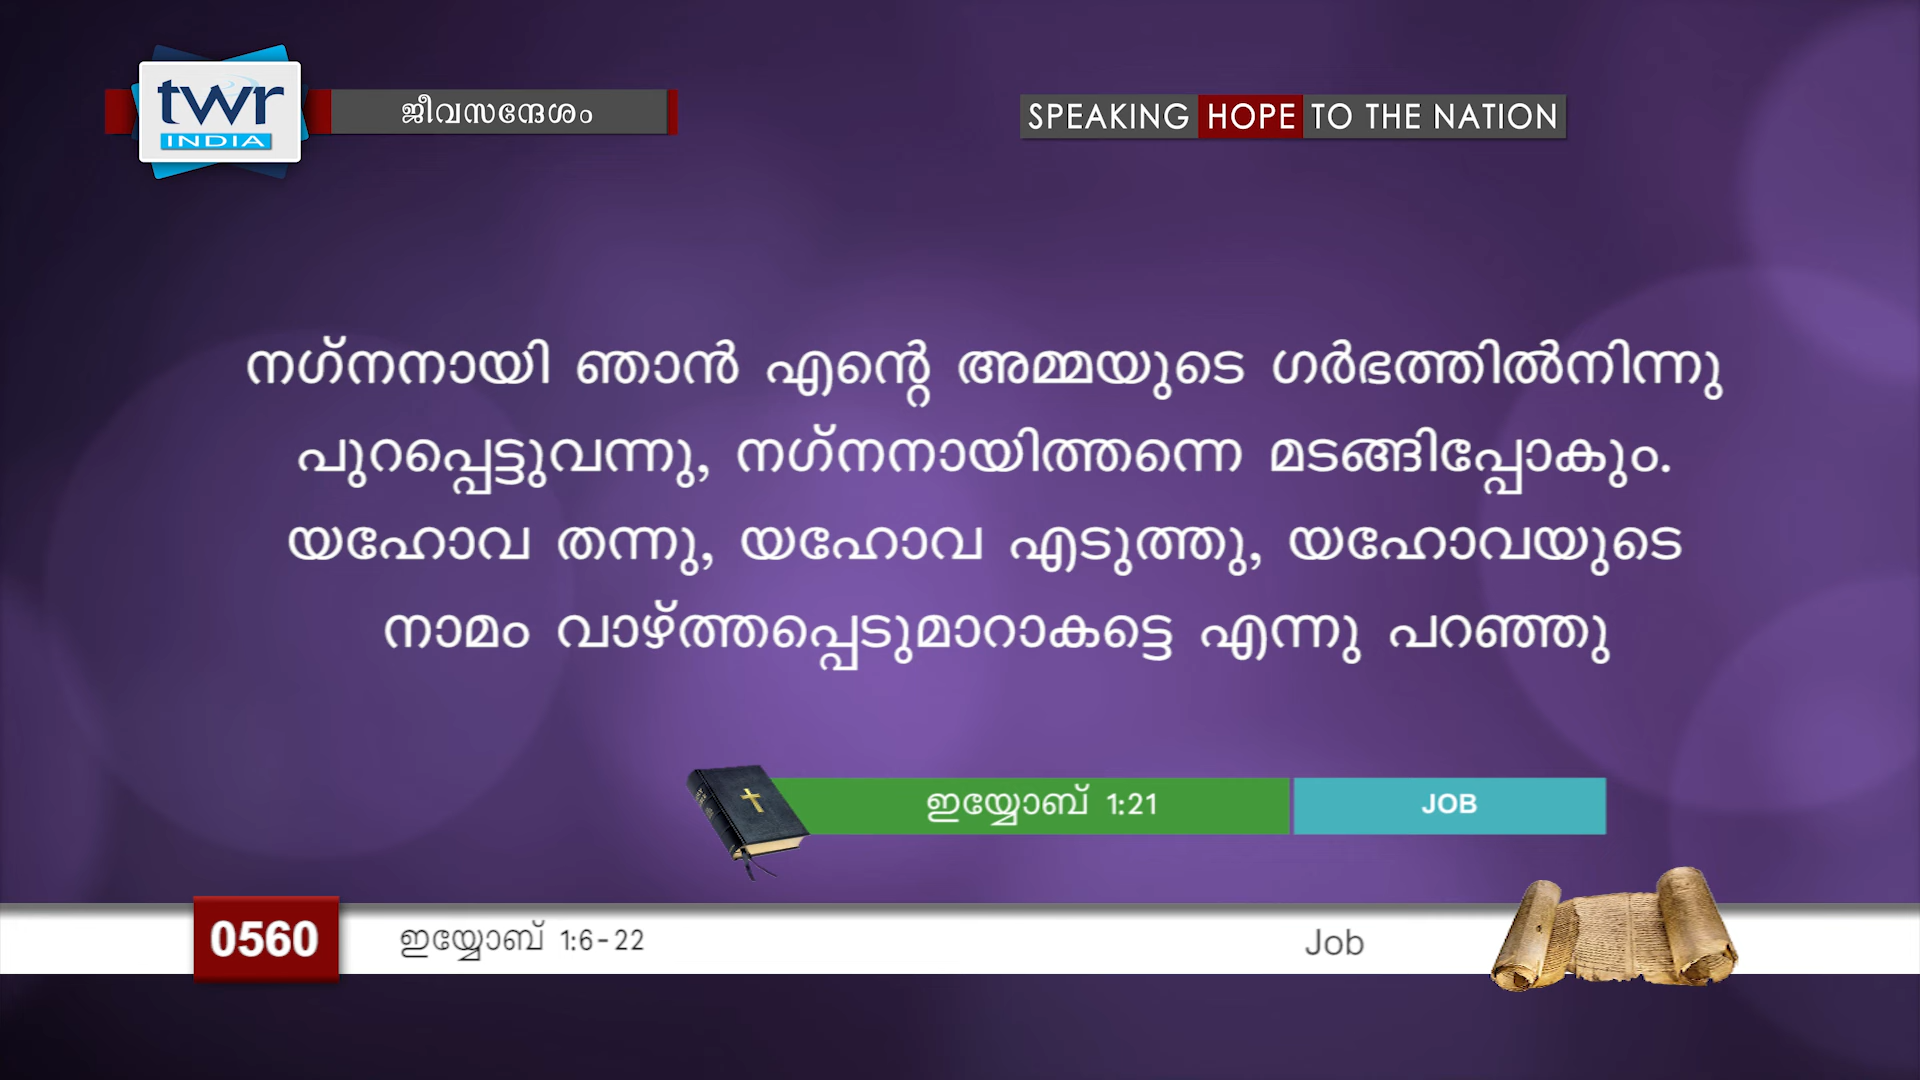 twr
INDIA
ജീവസന്ദേശം
SPEAKING HOPE TO THE NATION
നഗ്നനായി ഞാൻ എന്റെ അമ്മയുടെ ഗർഭത്തിൽനിന്നു
പുറപ്പെട്ടുവന്നു, നഗ്നനായിത്തന്നെ മടങ്ങിപ്പോകും.
യഹോവ തന്നു, യഹോവ എടുത്തു, യഹോവയുടെ
നാമം വാഴ്ത്തപ്പെടുമാറാകട്ടെ എന്നു പറഞ്ഞു
ഇയ്യോബ് 1:21
JOB
0560
ഇയ്യോബ് 1:6-22
Job